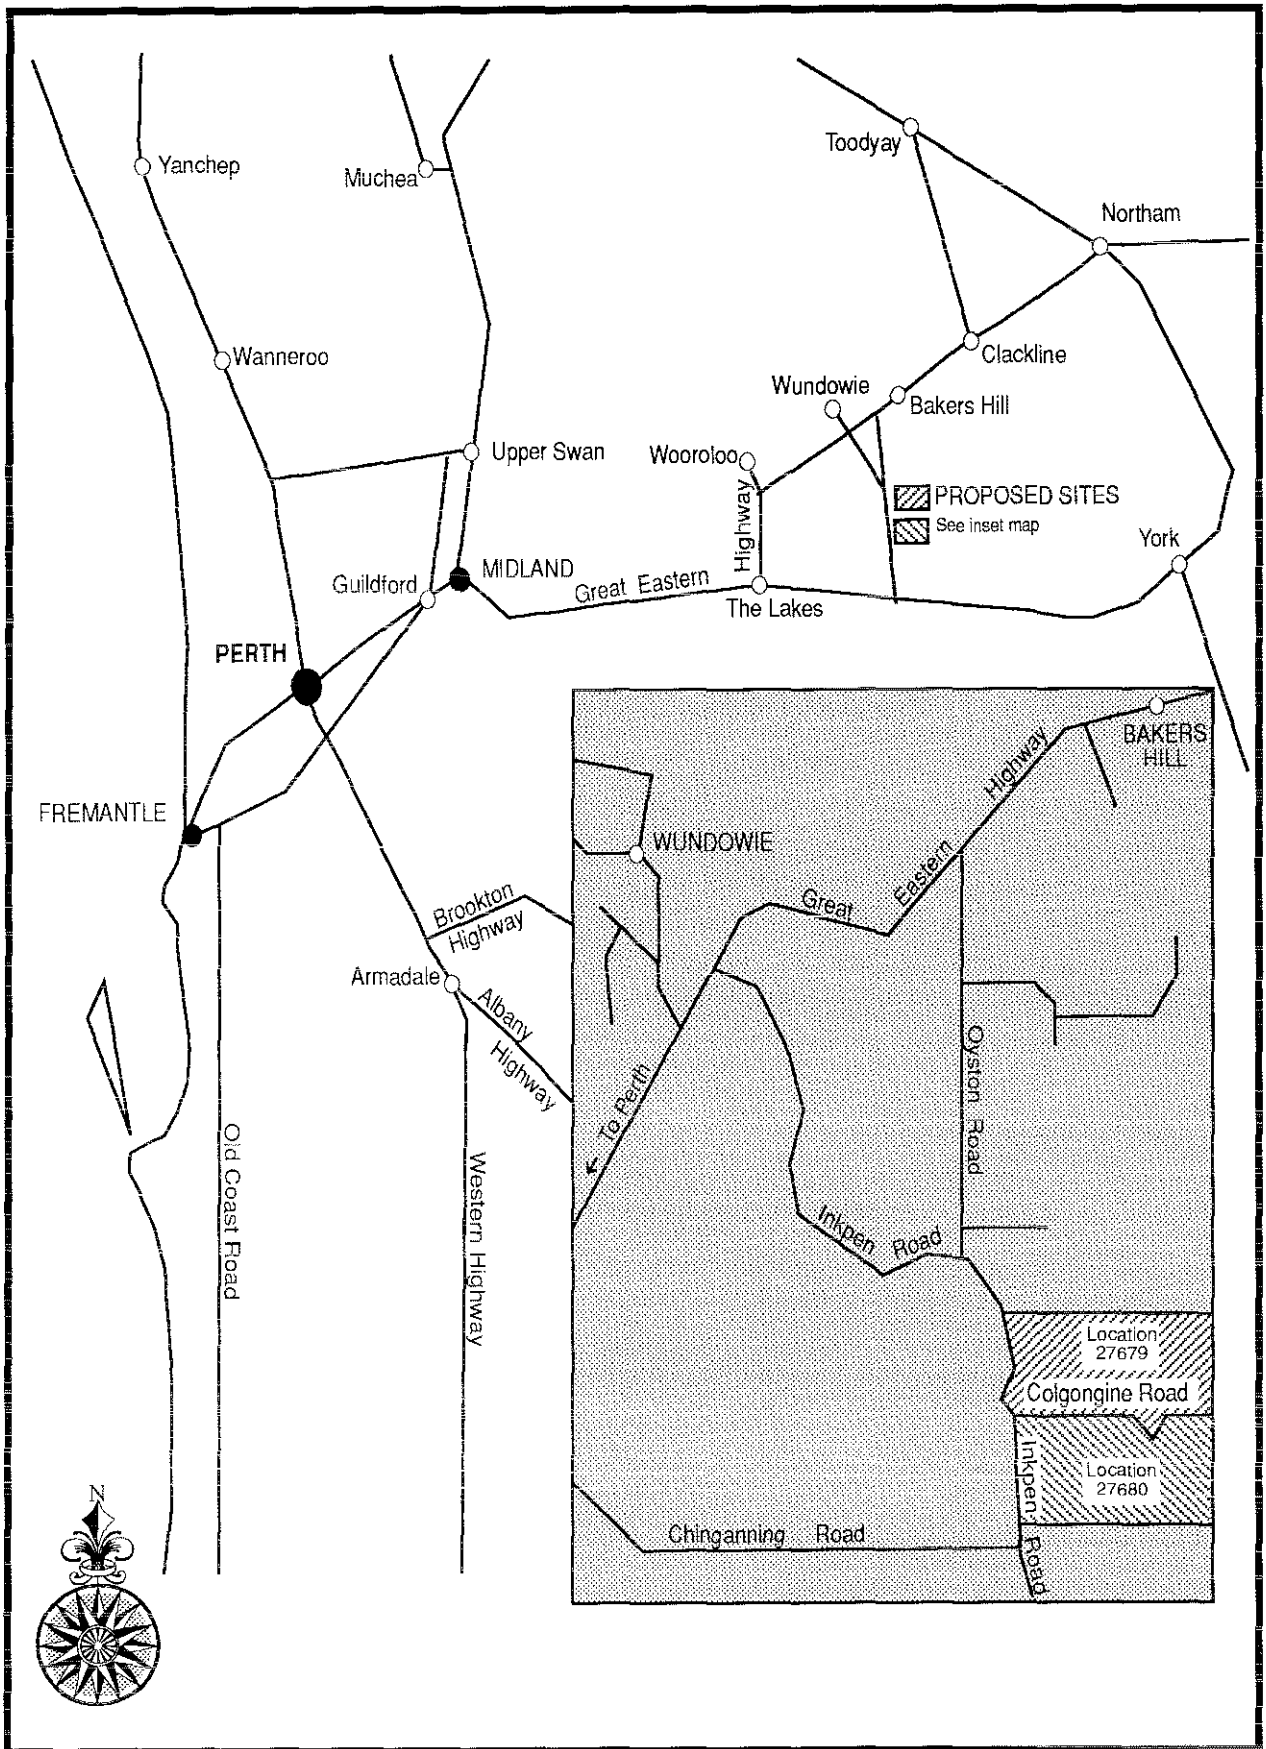 Toodyay
Yanchep
Muchea
Northam
Wanneroo
Clackline
Wundowie
Bakers Hill
Upper Swan
Wooroloo
Highway
PROPOSED SITES
See inset map
York
MIDLAND
Guildford
Great Eastern
The Lakes
PERTH
FREMANTLE
Brookton
Highway
Armadale
Albany
Highway
Old Coast Road
Western Highway
BAKERS
HILL
Highway
WUNDOWIE
Eastern
Great
Oyston Road
To Perth
Inkpen Road
Location
27679
Colgongine Road
Inkpen
Location
27680
Chinganning Road
Road
N